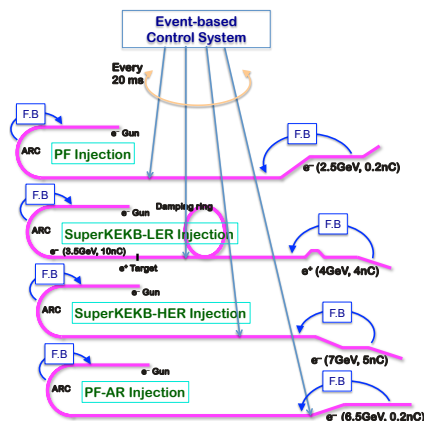 Event-based
Control System
Every
20 ms
F.B
e⁻ Gun
ARC
PF Injection
F.B
e⁻ (2.5GeV, 0.2nC)
F.B
Damping ring
e⁻ Gun
ARC
SuperKEKB-LER Injection
e⁻ (3.5GeV, 10nC)
e⁺ Target
F.B
e⁺ (4GeV, 4nC)
F.B
e⁻ Gun
ARC
SuperKEKB-HER Injection
F.B
e⁻ (7GeV, 5nC)
F.B
e⁻ Gun
ARC
PF-AR Injection
F.B
e⁻ (6.5GeV, 0.2nC)